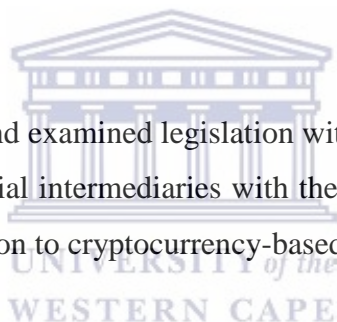 nd examined legislation wit
ial intermediaries with the
on to cryptocurrency-based
UNIVERSITY of the
WESTERN CAPE